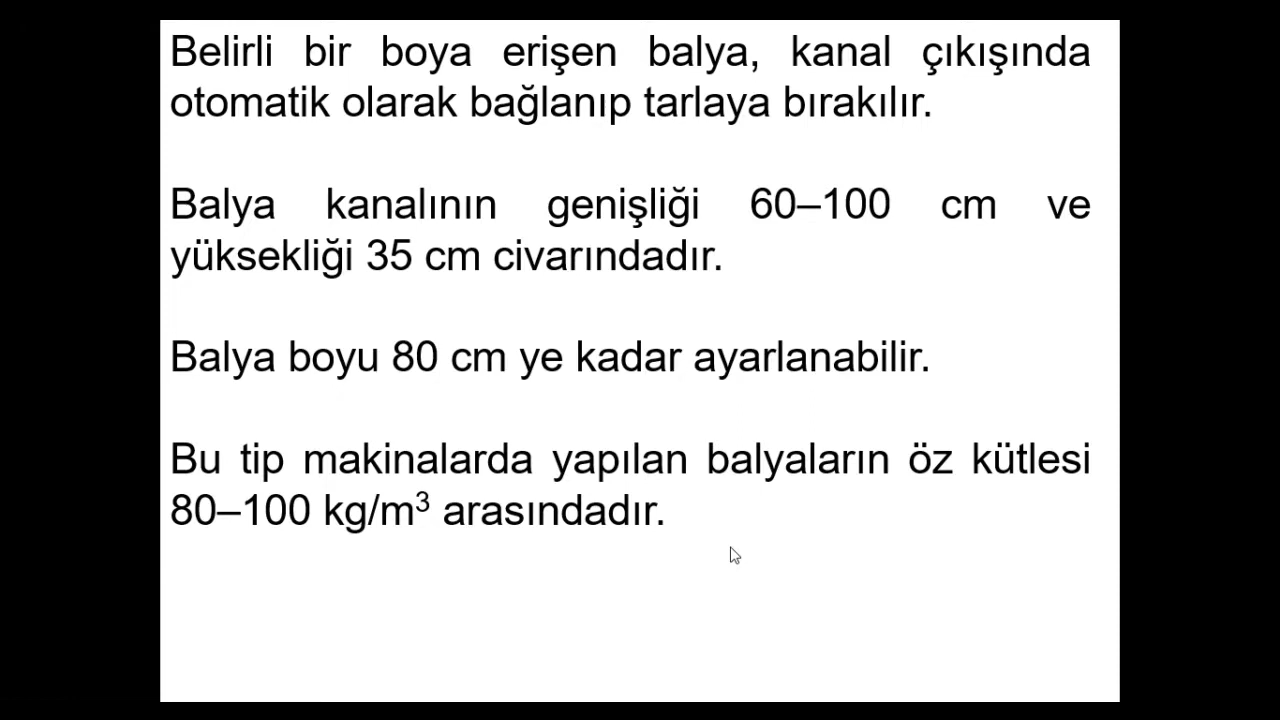 Belirli bir boya erişen balya, kanal çıkışında
otomatik olarak bağlanıp tarlaya bırakılır.
Balya kanalının genişliği 60–100 cm ve
yüksekliği 35 cm civarındadır.
Balya boyu 80 cm ye kadar ayarlanabilir.
Bu tip makinalarda yapılan balyaların öz kütlesi
80–100 kg/m³ arasındadır.